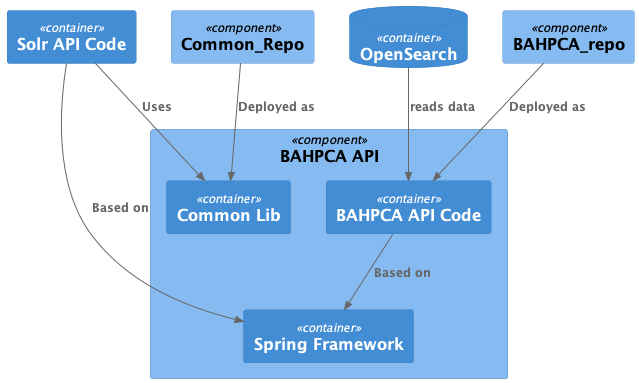 «container»
Solr API Code
«component»
Common_Repo
«container»
OpenSearch
«component»
BAHPCA_repo
Uses
Deployed as
reads data
Deployed as
«component»
BAHPCA API
«container»
Common Lib
«container»
BAHPCA API Code
Based on
Based on
«container»
Spring Framework